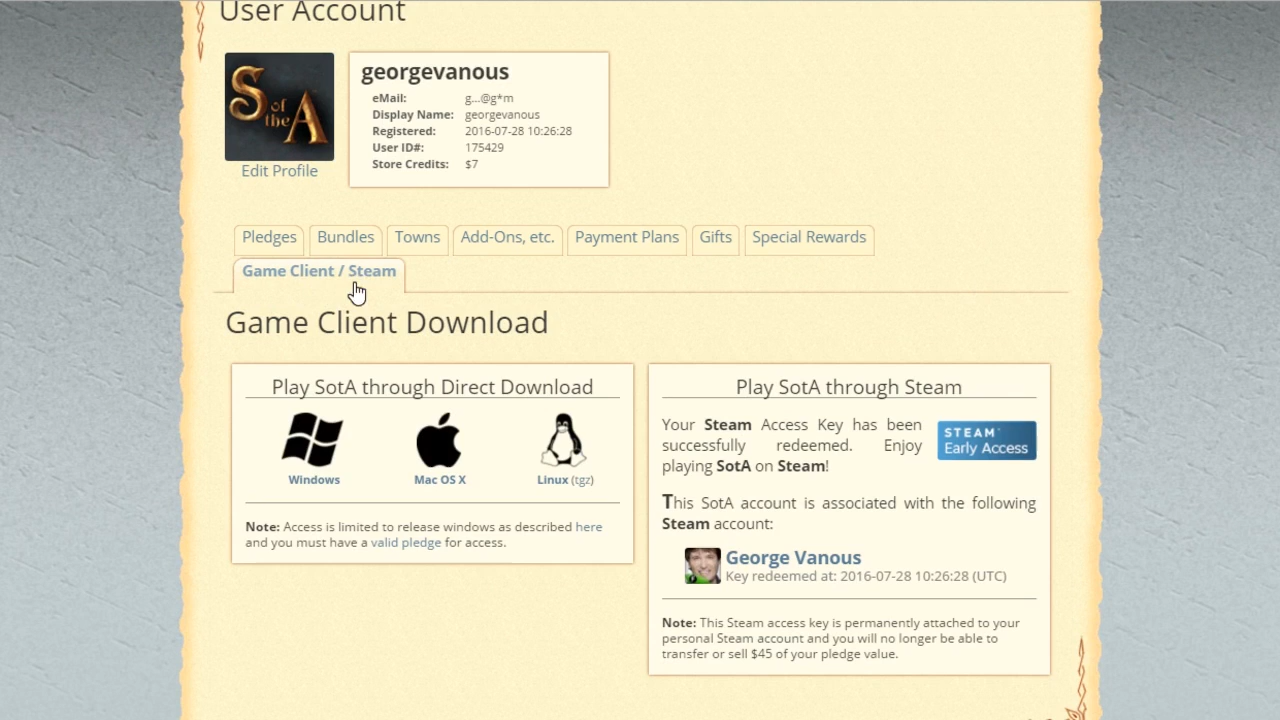 User Account
S of the A
georgevanous
eMail: g...@g*m
Display Name: georgevanous
Registered: 2016-07-28 10:26:28
User ID#: 175429
Store Credits: $7
Edit Profile
Pledges Bundles Towns Add-Ons, etc. Payment Plans Gifts Special Rewards
Game Client / Steam
Game Client Download
Play SotA through Direct Download
Windows Mac OS X Linux (tgz)
Note: Access is limited to release windows as described here
and you must have a valid pledge for access.
Play SotA through Steam
Your Steam Access Key has been
successfully redeemed. Enjoy
playing SotA on Steam!
STEAM
Early Access
This SotA account is associated with the following
Steam account:
George Vanous
Key redeemed at: 2016-07-28 10:26:28 (UTC)
Note: This Steam access key is permanently attached to your
personal Steam account and you will no longer be able to
transfer or sell $45 of your pledge value.